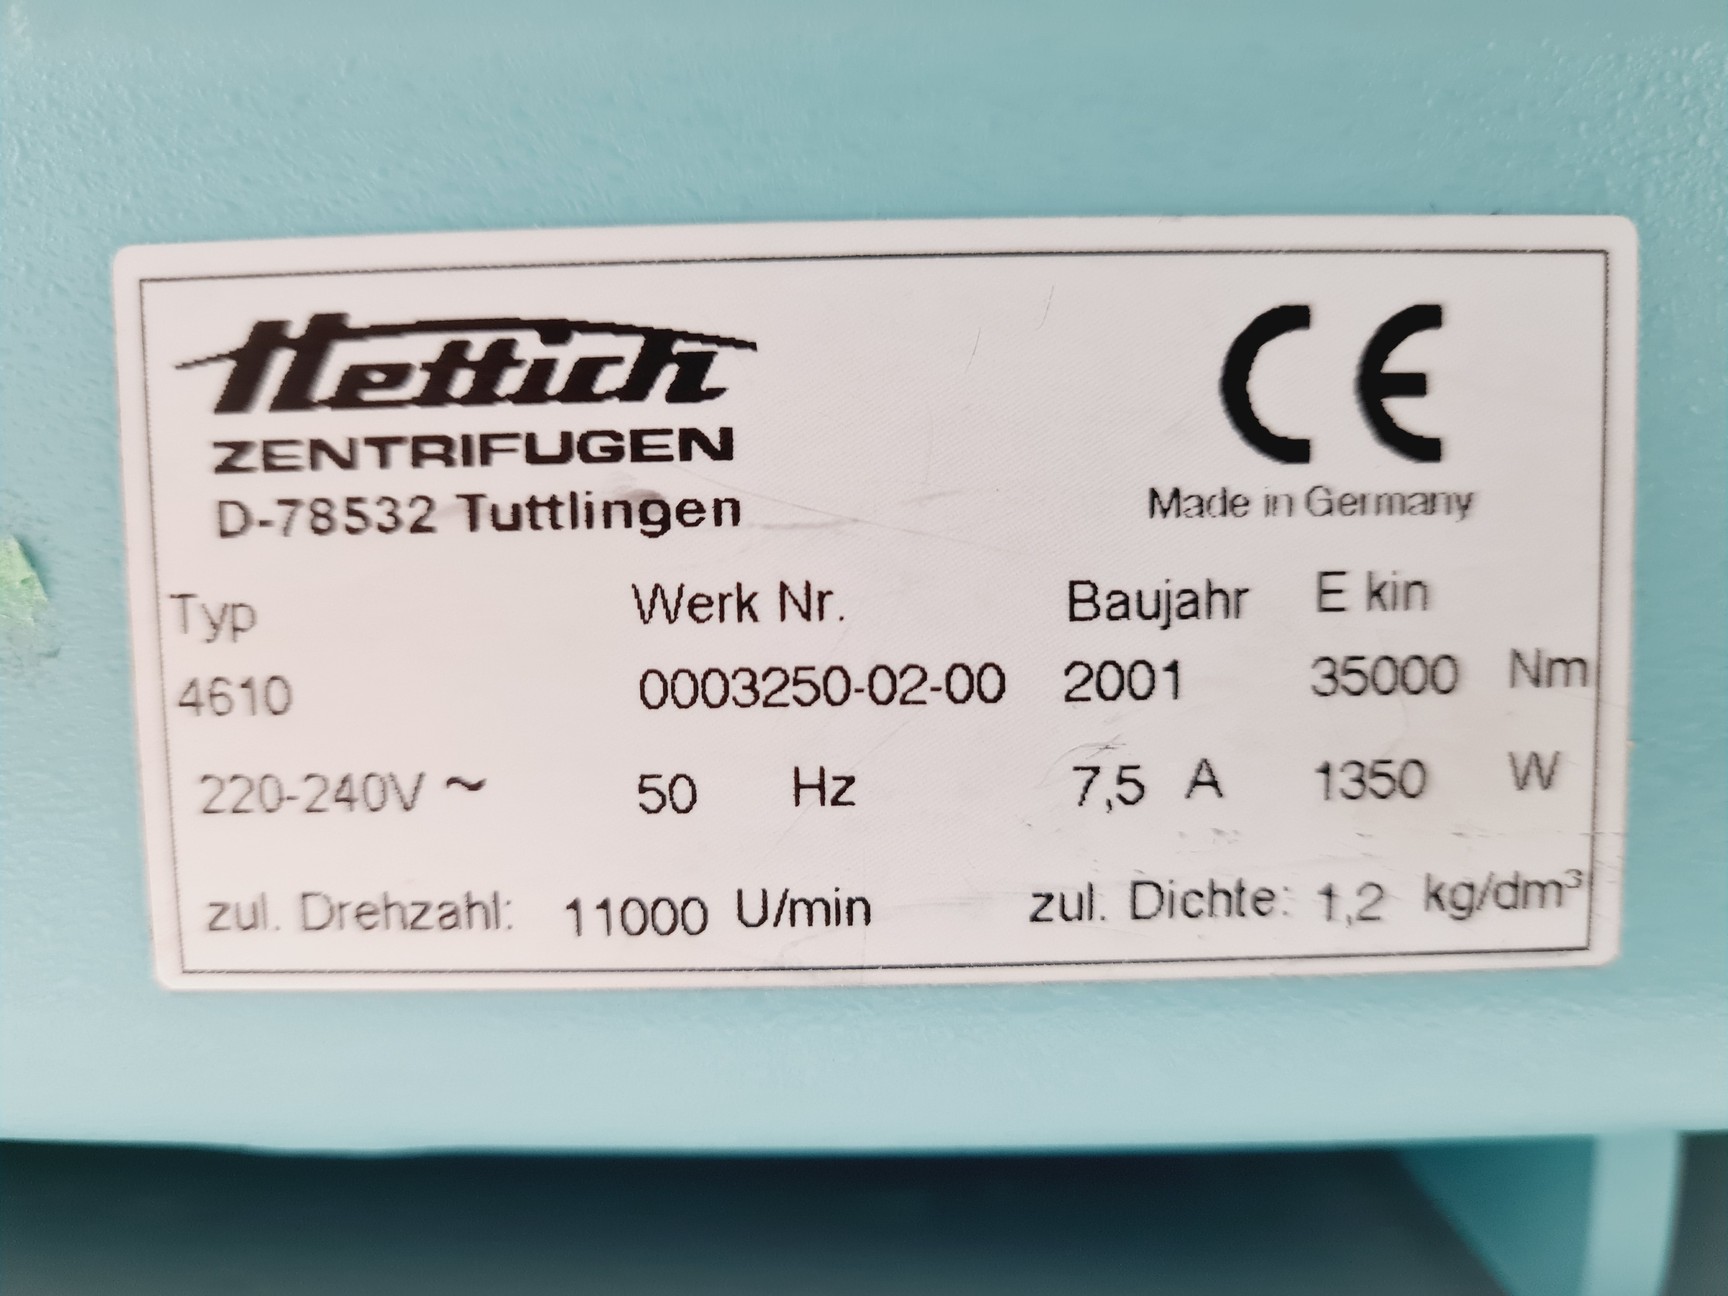 Hettich
ZENTRIFUGEN
D-78532 Tuttlingen
CE
Made in Germany
Typ Werk Nr. Baujahr E kin
4610 0003250-02-00 2001 35000 Nm
220-240V ~ 50 Hz 7,5 A 1350 W
zul. Drehzahl: 11000 U/min zul. Dichte: 1,2 kg/dm³